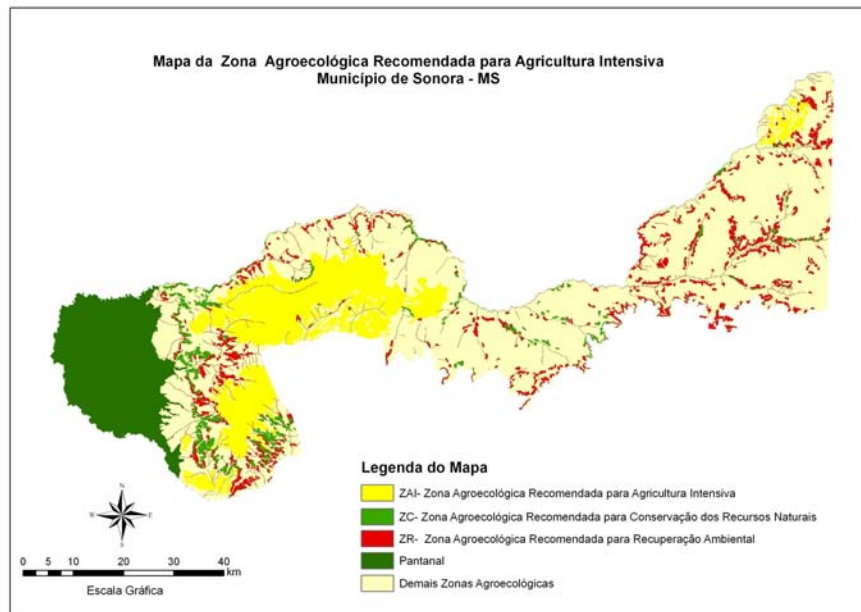 Mapa da Zona Agroecológica Recomendada para Agricultura Intensiva
Município de Sonora - MS
Legenda do Mapa
ZAI- Zona Agroecológica Recomendada para Agricultura Intensiva
ZC- Zona Agroecológica Recomendada para Conservação dos Recursos Naturais
ZR- Zona Agroecológica Recomendada para Recuperação Ambiental
Pantanal
Demais Zonas Agroecológicas
N
W E
S
0 10 20 30 40
km
Escala Gráfica